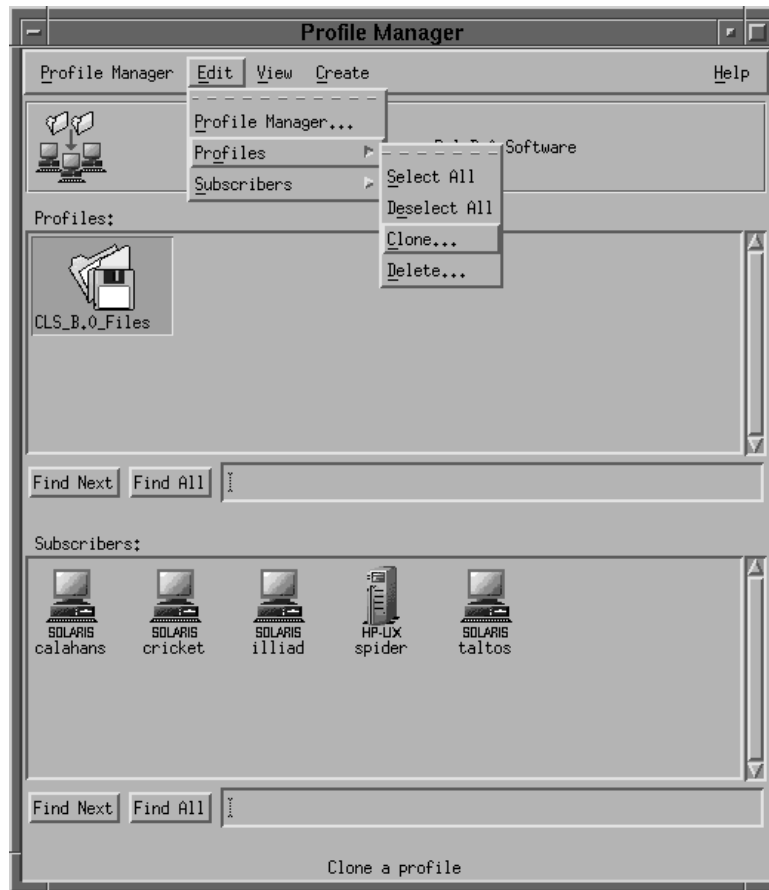 Profile Manager
Profile Manager Edit View Create Help
Profile Manager...
Profiles
Subscribers
Software
Select All
Deselect All
Clone...
Delete...
Profiles:
CLS_B.0_Files
Find Next Find All
Subscribers:
SOLARIS SOLARIS SOLARIS HP-UX SOLARIS
calahans cricket illiad spider taltos
Find Next Find All
Clone a profile